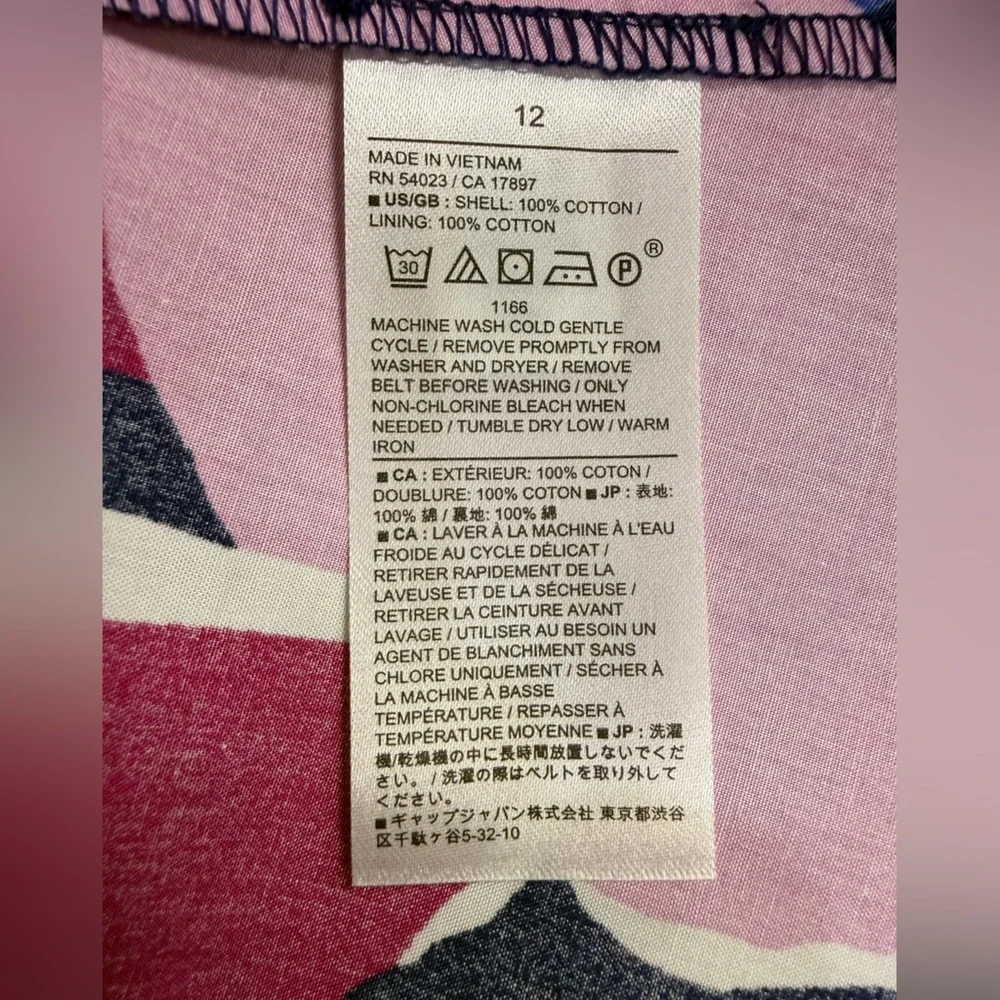 12
MADE IN VIETNAM
RN 54023 / CA 17897
■ US/GB : SHELL: 100% COTTON /
LINING: 100% COTTON
30 P ®
1166
MACHINE WASH COLD GENTLE
CYCLE / REMOVE PROMPTLY FROM
WASHER AND DRYER / REMOVE
BELT BEFORE WASHING / ONLY
NON-CHLORINE BLEACH WHEN
NEEDED / TUMBLE DRY LOW / WARM
IRON
■ CA : EXTÉRIEUR: 100% COTON /
DOUBLURE: 100% COTON ■ JP : 表地:
100% 綿 / 裏地: 100% 綿
■ CA : LAVER À LA MACHINE À L'EAU
FROIDE AU CYCLE DÉLICAT /
RETIRER RAPIDEMENT DE LA
LAVEUSE ET DE LA SÉCHEUSE /
RETIRER LA CEINTURE AVANT
LAVAGE / UTILISER AU BESOIN UN
AGENT DE BLANCHIMENT SANS
CHLORE UNIQUEMENT / SÉCHER À
LA MACHINE À BASSE
TEMPÉRATURE / REPASSER À
TEMPÉRATURE MOYENNE ■ JP : 洗濯
機/乾燥機の中に長時間放置しないでくだ
さい。 / 洗濯の際はベルトを取り外して
ください。
■ ギャップジャパン株式会社 東京都渋谷
区千駄ヶ谷5-32-10